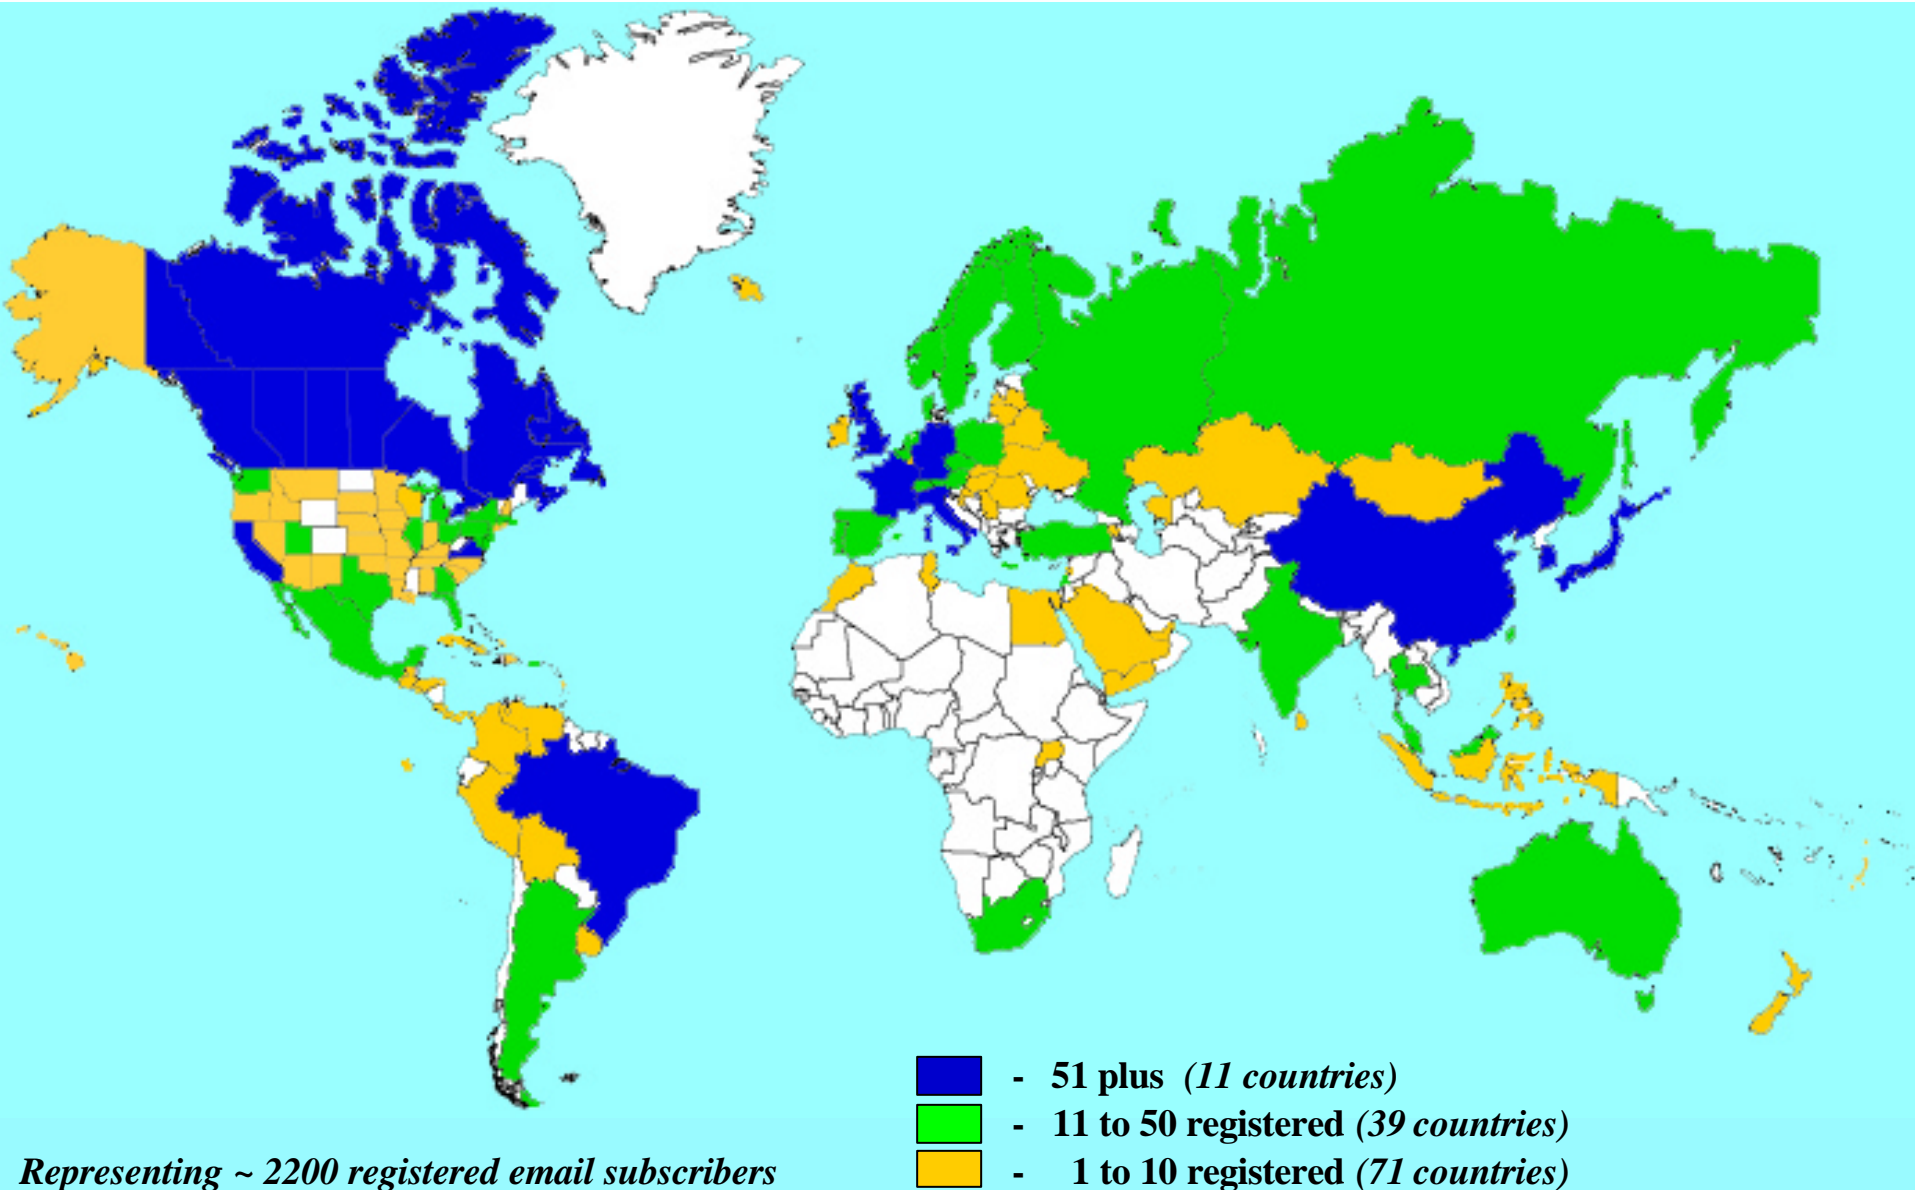 - 51 plus (11 countries)
- 11 to 50 registered (39 countries)
- 1 to 10 registered (71 countries)
Representing ~ 2200 registered email subscribers